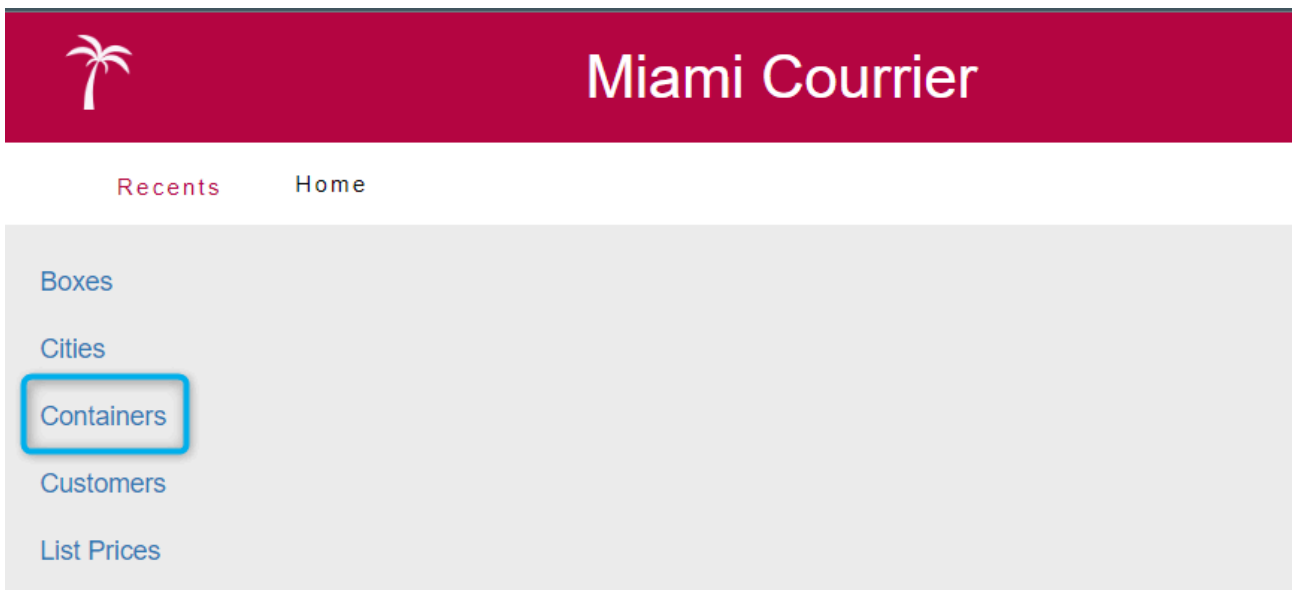 Miami Courrier
Recents Home
Boxes
Cities
Containers
Customers
List Prices